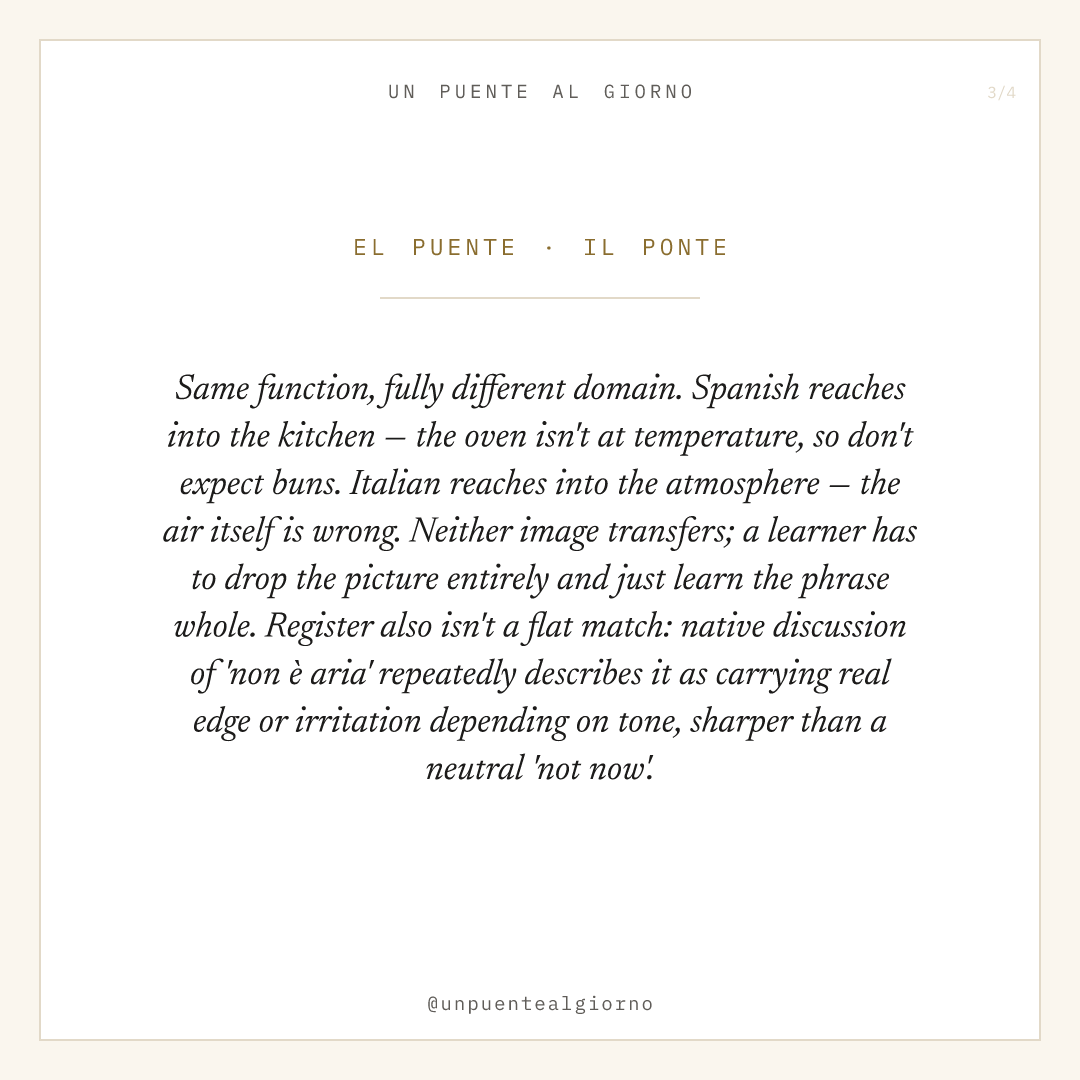 UN PUENTE AL GIORNO
3/4
EL PUENTE · IL PONTE
Same function, fully different domain. Spanish reaches
into the kitchen — the oven isn't at temperature, so don't
expect buns. Italian reaches into the atmosphere — the
air itself is wrong. Neither image transfers; a learner has
to drop the picture entirely and just learn the phrase
whole. Register also isn't a flat match: native discussion
of 'non è aria' repeatedly describes it as carrying real
edge or irritation depending on tone, sharper than a
neutral 'not now'.
@unpuentealgiorno